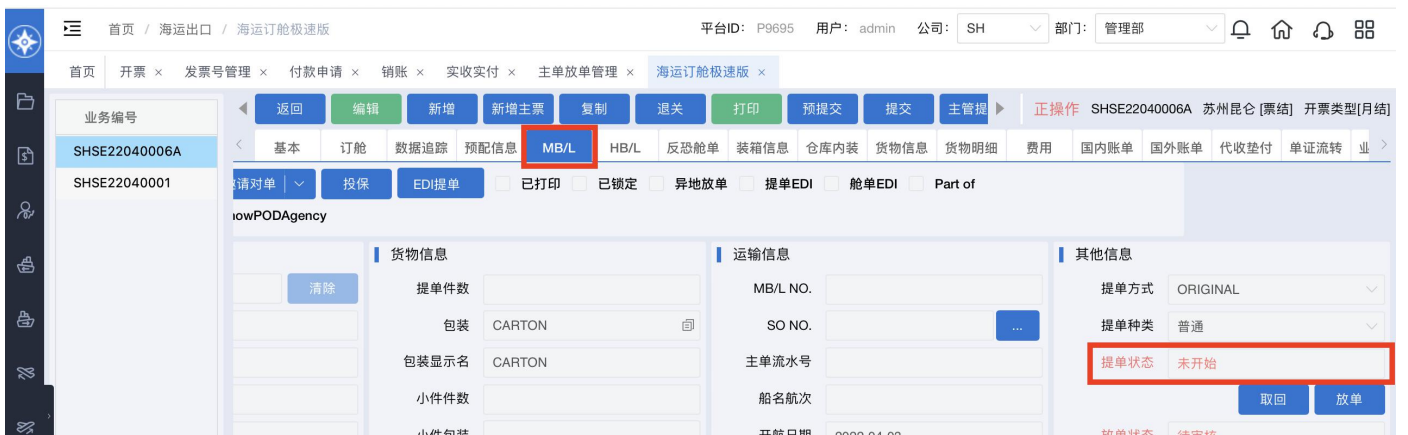 首页 / 海运出口 / 海运订舱极速版 平台ID: P9695 用户: admin 公司: SH 部门: 管理部
首页 开票 × 发票号管理 × 付款申请 × 销账 × 实收实付 × 主单放单管理 × 海运订舱极速版 ×
业务编号
SHSE22040006A
SHSE22040001
返回 编辑 新增 新增主票 复制 退关 打印 预提交 提交 主管提 正操作 SHSE22040006A 苏州昆仑 [票结] 开票类型[月结]
基本 订舱 数据追踪 预配信息 MB/L HB/L 反恐舱单 装箱信息 仓库内装 货物信息 货物明细 费用 国内账单 国外账单 代收垫付 单证流转
请对单 投保 EDI提单 已打印 已锁定 异地放单 提单EDI 舱单EDI Part of
owPODAgency
货物信息 运输信息 其他信息
清除 提单件数 MB/L NO. 提单方式 ORIGINAL
包装 CARTON SO NO. ... 提单种类 普通
包装显示名 CARTON 主单流水号 提单状态 未开始
小件件数 船名航次 取回 放单